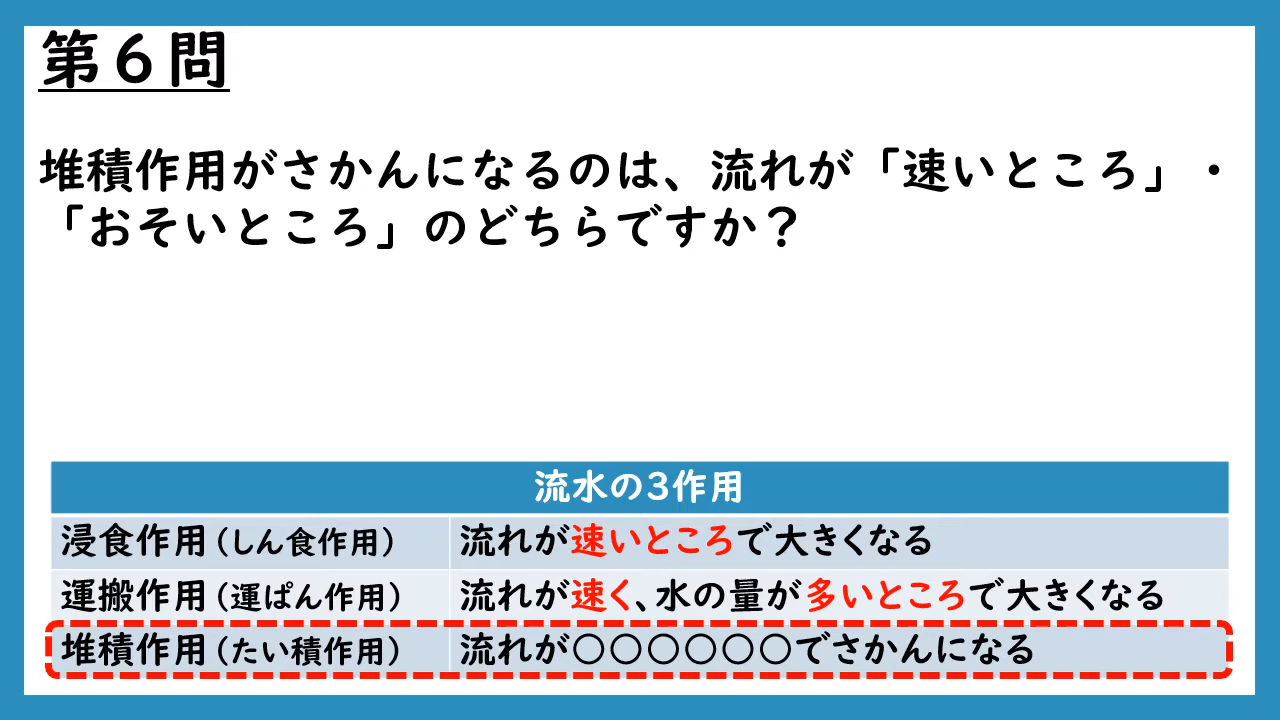 第６問
堆積作用がさかんになるのは、流れが「速いところ」・
「おそいところ」のどちらですか？
流水の3作用
浸食作用（しん食作用） 流れが速いところで大きくなる
運搬作用（運ぱん作用） 流れが速く、水の量が多いところで大きくなる
堆積作用（たい積作用） 流れが〇〇〇〇〇〇でさかんになる